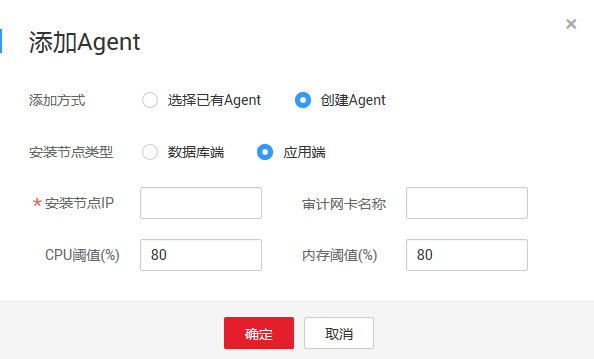 添加Agent
添加方式 选择已有Agent 创建Agent
安装节点类型 数据库端 应用端
* 安装节点IP 审计网卡名称
CPU阈值(%) 80 内存阈值(%) 80
确定 取消